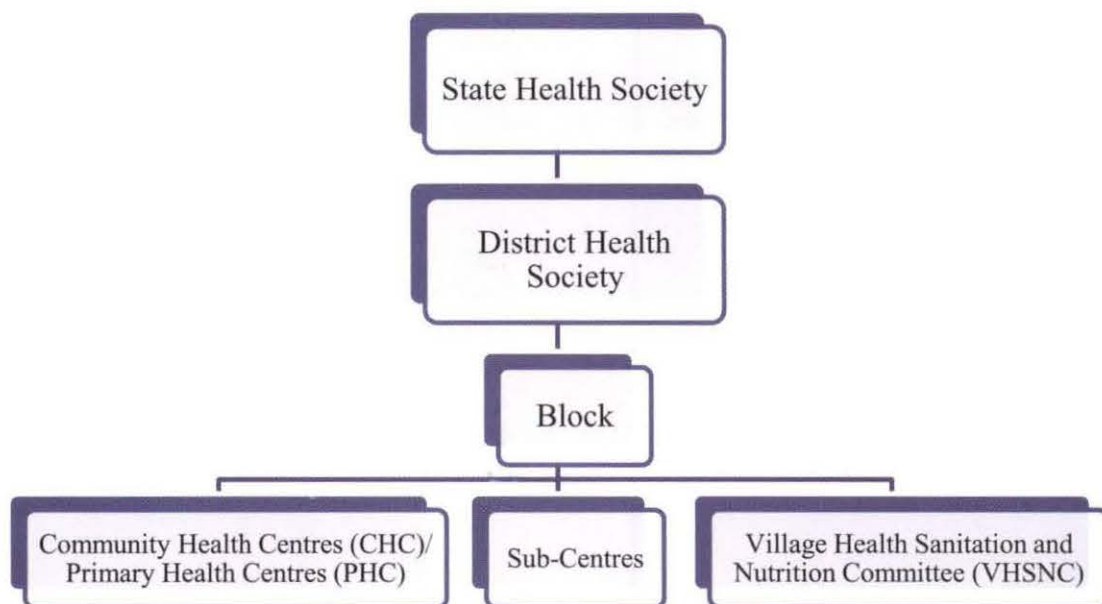 State Health Society
District Health
Society
Block
Community Health Centres (CHC)/
Primary Health Centres (PHC)
Sub-Centres
Village Health Sanitation and
Nutrition Committee (VHSNC)